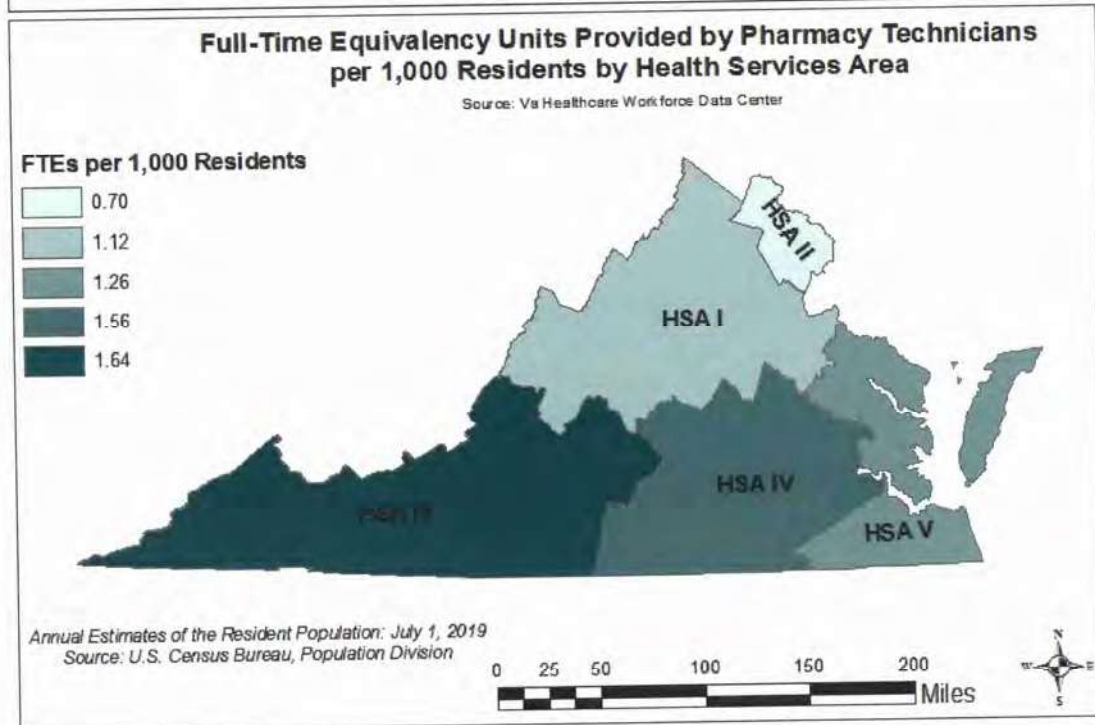 Full-Time Equivalency Units Provided by Pharmacy Technicians
per 1,000 Residents by Health Services Area
Source: Va Healthcare Workforce Data Center
FTEs per 1,000 Residents
0.70
1.12
1.26
1.56
1.64
HSA II
HSA I
HSA IV
HSA V
Annual Estimates of the Resident Population: July 1, 2019
Source: U.S. Census Bureau, Population Division
0 25 50 100 150 200
Miles
N
W E
S